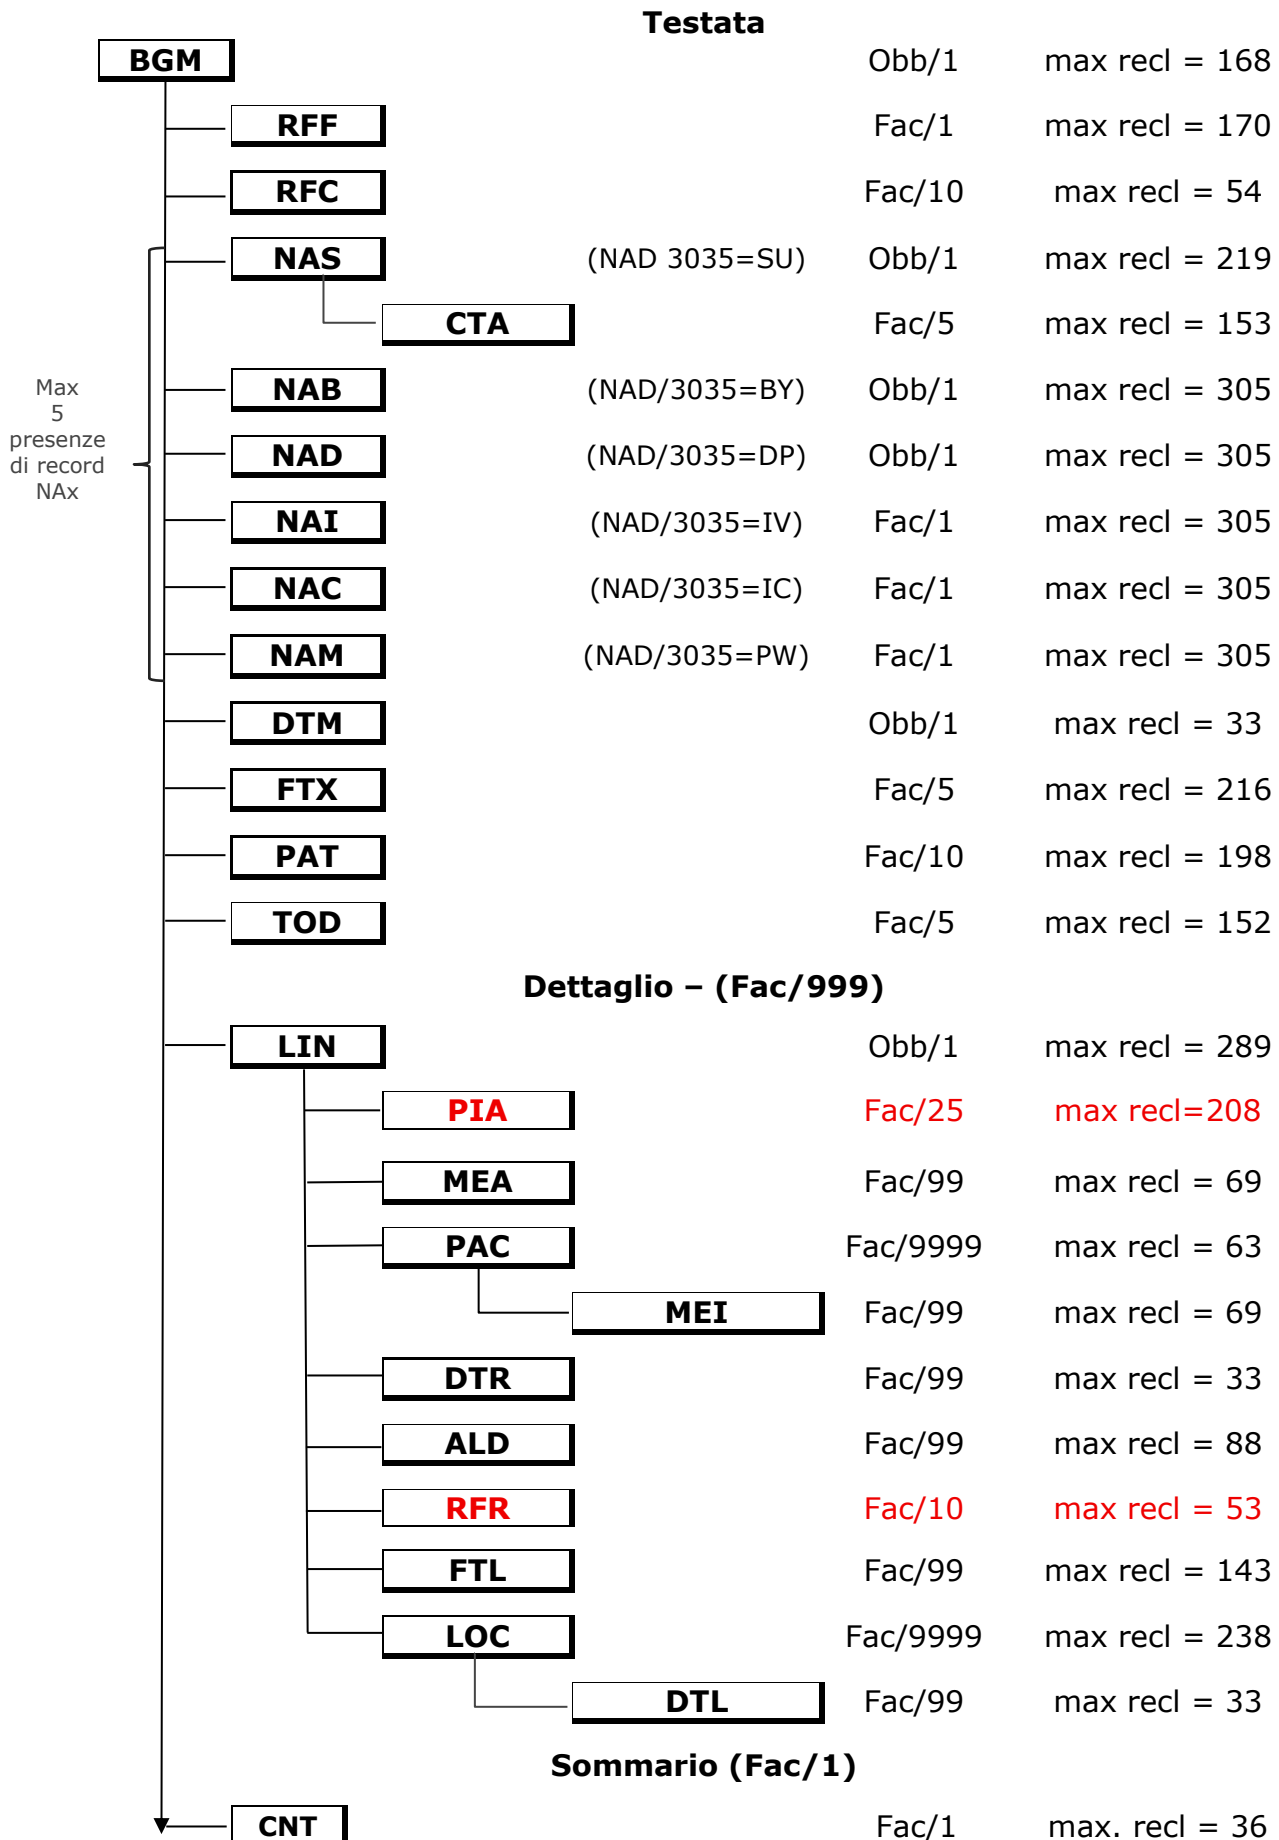 Testata
BGM Obb/1 max recl = 168
RFF Fac/1 max recl = 170
RFC Fac/10 max recl = 54
NAS (NAD 3035=SU) Obb/1 max recl = 219
CTA Fac/5 max recl = 153
Max
5
presenze
di record
NAx
NAB (NAD/3035=BY) Obb/1 max recl = 305
NAD (NAD/3035=DP) Obb/1 max recl = 305
NAI (NAD/3035=IV) Fac/1 max recl = 305
NAC (NAD/3035=IC) Fac/1 max recl = 305
NAM (NAD/3035=PW) Fac/1 max recl = 305
DTM Obb/1 max recl = 33
FTX Fac/5 max recl = 216
PAT Fac/10 max recl = 198
TOD Fac/5 max recl = 152
Dettaglio – (Fac/999)
LIN Obb/1 max recl = 289
PIA Fac/25 max recl=208
MEA Fac/99 max recl = 69
PAC Fac/9999 max recl = 63
MEI Fac/99 max recl = 69
DTR Fac/99 max recl = 33
ALD Fac/99 max recl = 88
RFR Fac/10 max recl = 53
FTL Fac/99 max recl = 143
LOC Fac/9999 max recl = 238
DTL Fac/99 max recl = 33
Sommario (Fac/1)
CNT Fac/1 max. recl = 36